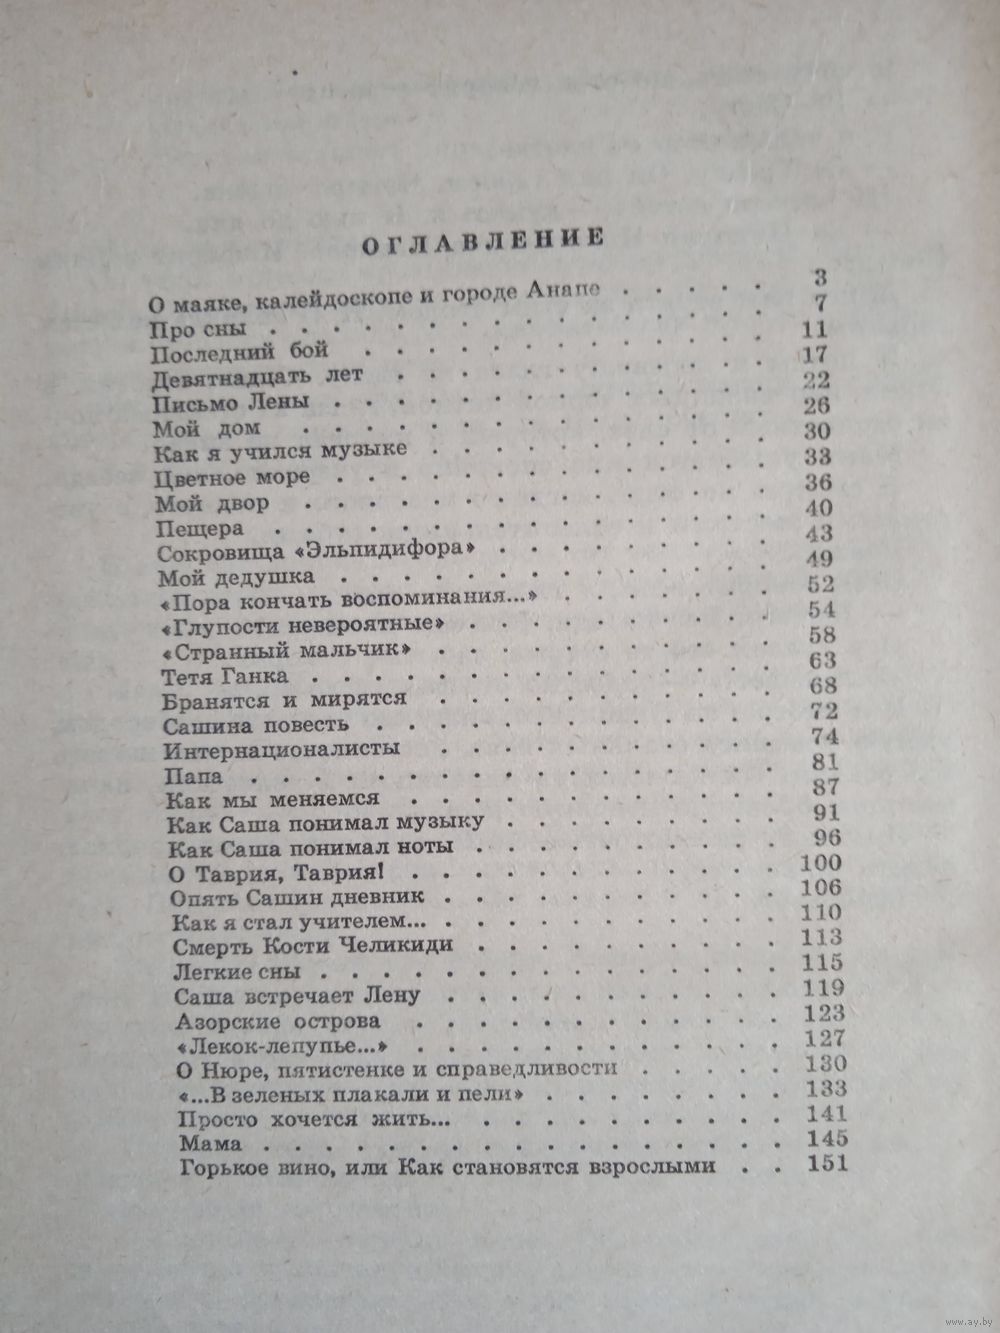 ОГЛАВЛЕНИЕ
О маяке, калейдоскопе и городе Анапе . . . . . 3
Про сны . . . . . . . . . . . . . . . . 7
Последний бой . . . . . . . . . . . . . 11
Девятнадцать лет . . . . . . . . . . . . 17
Письмо Лены . . . . . . . . . . . . . . 22
Мой дом . . . . . . . . . . . . . . . 26
Как я учился музыке . . . . . . . . . . . 30
Цветное море . . . . . . . . . . . . . . 33
Мой двор . . . . . . . . . . . . . . . 36
Пещера . . . . . . . . . . . . . . . . 40
Сокровища «Эльпидифора» . . . . . . . . . 43
Мой дедушка . . . . . . . . . . . . . . 49
«Пора кончать воспоминания...» . . . . . . . 52
«Глупости невероятные» . . . . . . . . . . 54
«Странный мальчик» . . . . . . . . . . . 58
Тетя Ганка . . . . . . . . . . . . . . . 63
Бранятся и мирятся . . . . . . . . . . . 68
Сашина повесть . . . . . . . . . . . . . 72
Интернационалисты . . . . . . . . . . . 74
Папа . . . . . . . . . . . . . . . . . 81
Как мы меняемся . . . . . . . . . . . . 87
Как Саша понимал музыку . . . . . . . . . 91
Как Саша понимал ноты . . . . . . . . . . 96
О Таврия, Таврия! . . . . . . . . . . . . 100
Опять Сашин дневник . . . . . . . . . . . 106
Как я стал учителем... . . . . . . . . . . . 110
Смерть Кости Челикиди . . . . . . . . . . 113
Легкие сны . . . . . . . . . . . . . . . 115
Саша встречает Лену . . . . . . . . . . . 119
Азорские острова . . . . . . . . . . . . 123
«Лекок-лепупье...» . . . . . . . . . . . . 127
О Нюре, пятистенке и справедливости . . . . . 130
«...В зеленых плакали и пели» . . . . . . . . 133
Просто хочется жить... . . . . . . . . . . 141
Мама . . . . . . . . . . . . . . . . . 145
Горькое вино, или Как становятся взрослыми . . 151
www.ay.by